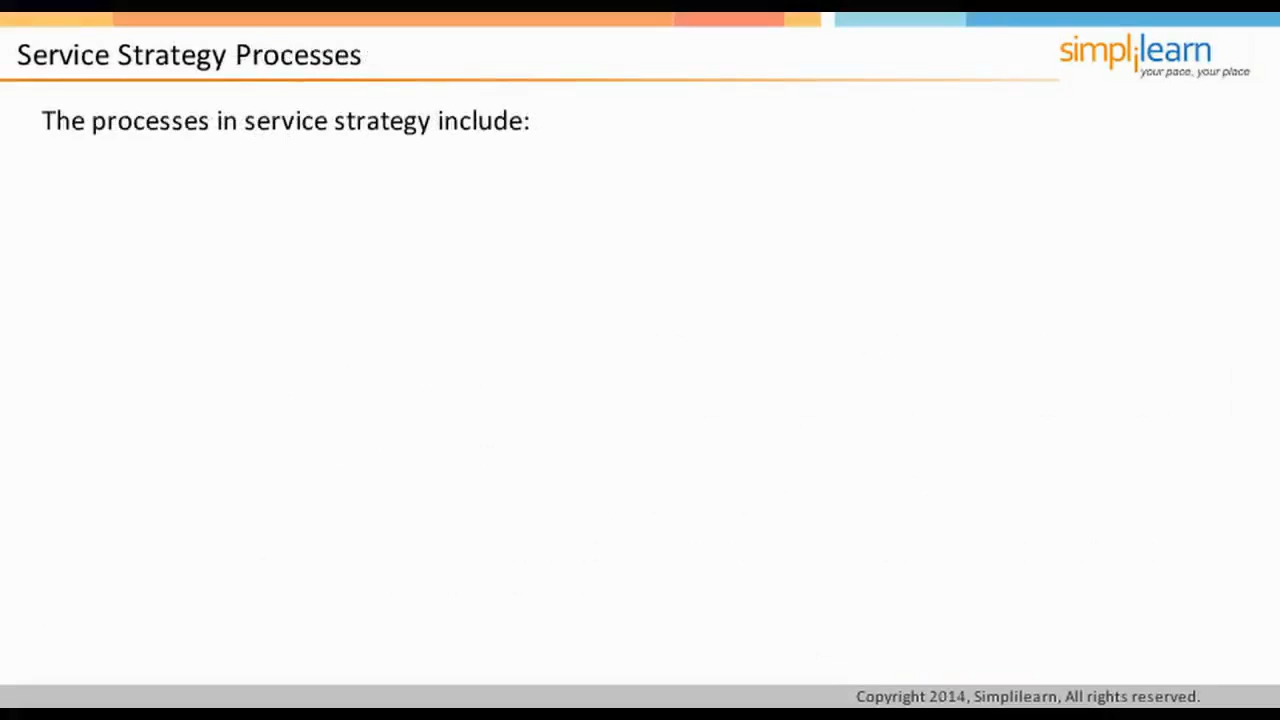 Service Strategy Processes
simplilearn
your pace, your place
The processes in service strategy include:
Copyright 2014, Simplilearn, All rights reserved.